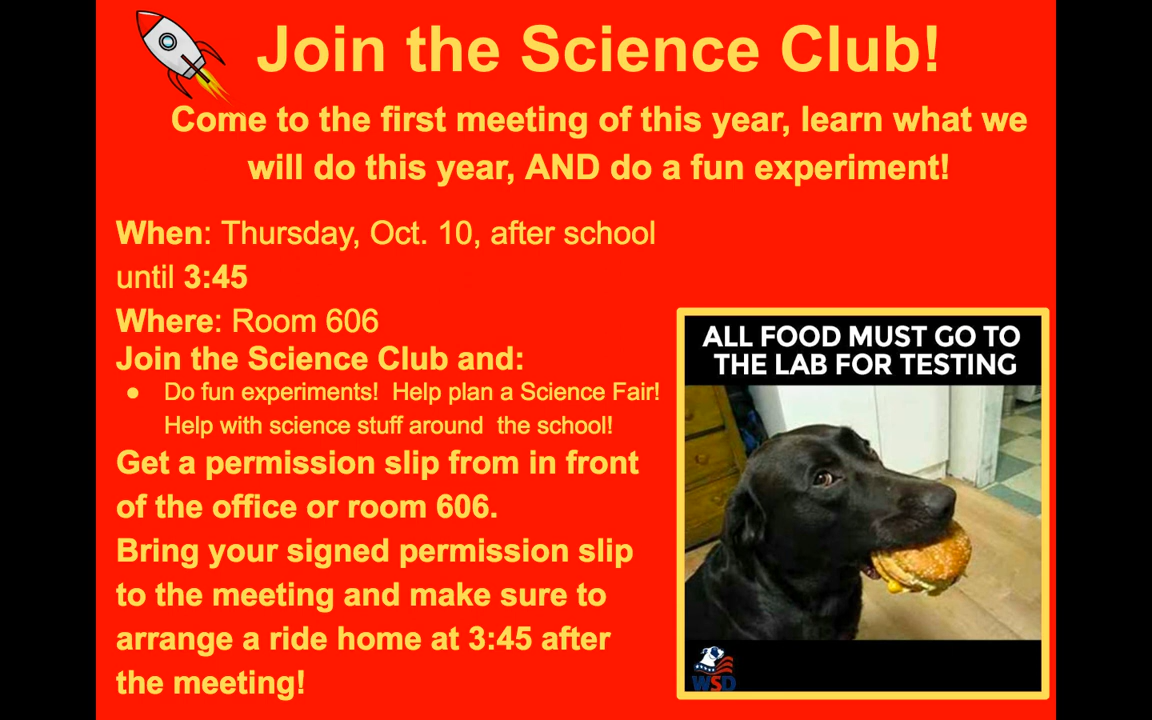 Join the Science Club!
Come to the first meeting of this year, learn what we
will do this year, AND do a fun experiment!
When: Thursday, Oct. 10, after school
until 3:45
Where: Room 606
Join the Science Club and:
● Do fun experiments!  Help plan a Science Fair!
Help with science stuff around  the school!
Get a permission slip from in front
of the office or room 606.
Bring your signed permission slip
to the meeting and make sure to
arrange a ride home at 3:45 after
the meeting!
ALL FOOD MUST GO TO
THE LAB FOR TESTING
WSD